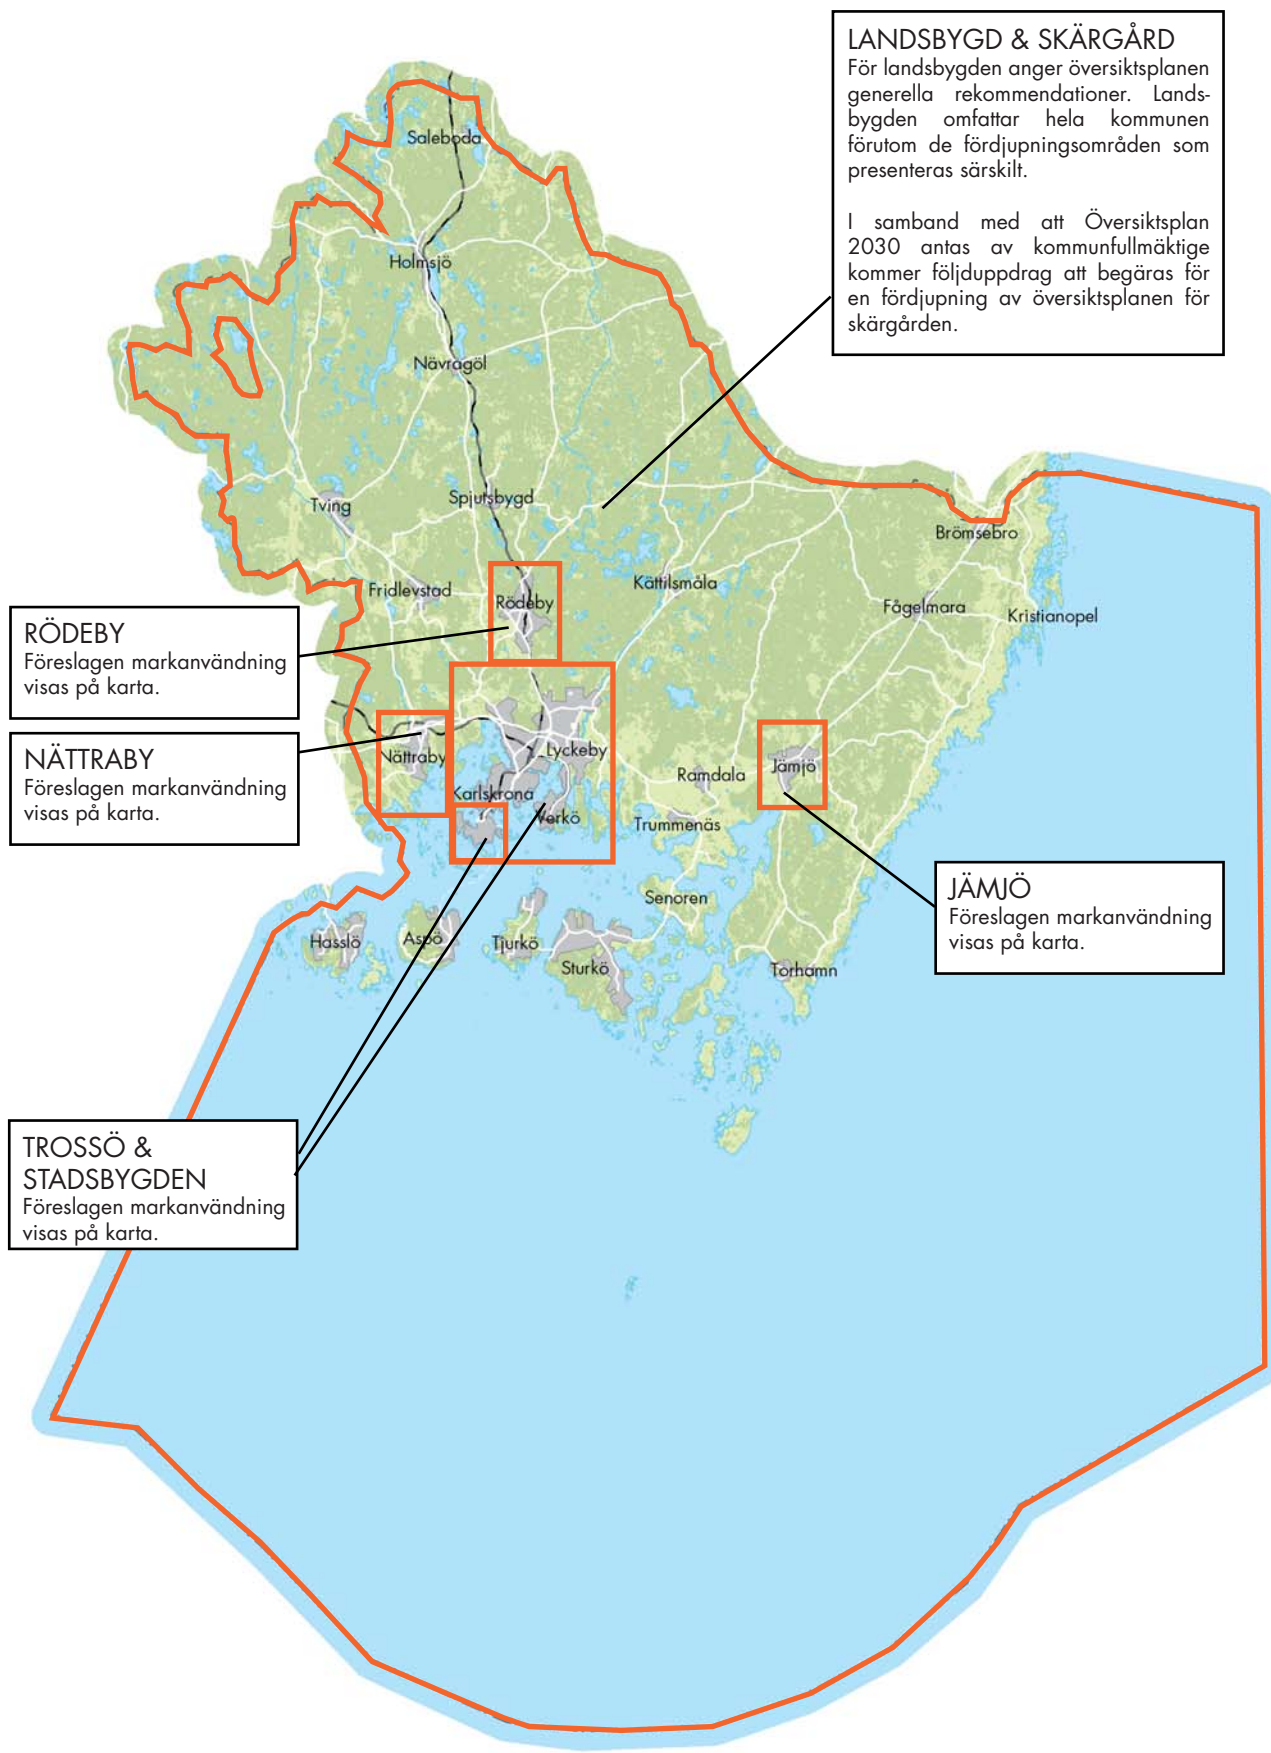 LANDSBYGD & SKÄRGÅRD
För landsbygden anger översiktsplanen
generella rekommendationer. Lands-
bygden omfattar hela kommunen
förutom de fördjupningsområden som
presenteras särskilt.
I samband med att Översiktsplan
2030 antas av kommunfullmäktige
kommer följduppdrag att begäras för
en fördjupning av översiktsplanen för
skärgården.
Saleboda
Holmsjö
Nävragöl
Tving
Spjutsbygd
Brömsebro
Fridlevstad
Rödeby
Kättilsmåla
Fågelmara
Kristianopel
RÖDEBY
Föreslagen markanvändning
visas på karta.
NÄTTRABY
Föreslagen markanvändning
visas på karta.
Nättraby
Lyckeby
Ramdala
Jämjö
Karlskrona
Verkö
Trummenäs
JÄMJÖ
Föreslagen markanvändning
visas på karta.
Senoren
Hasslö
Aspö
Tjurkö
Sturkö
Torhamn
TROSSÖ &
STADSBYGDEN
Föreslagen markanvändning
visas på karta.